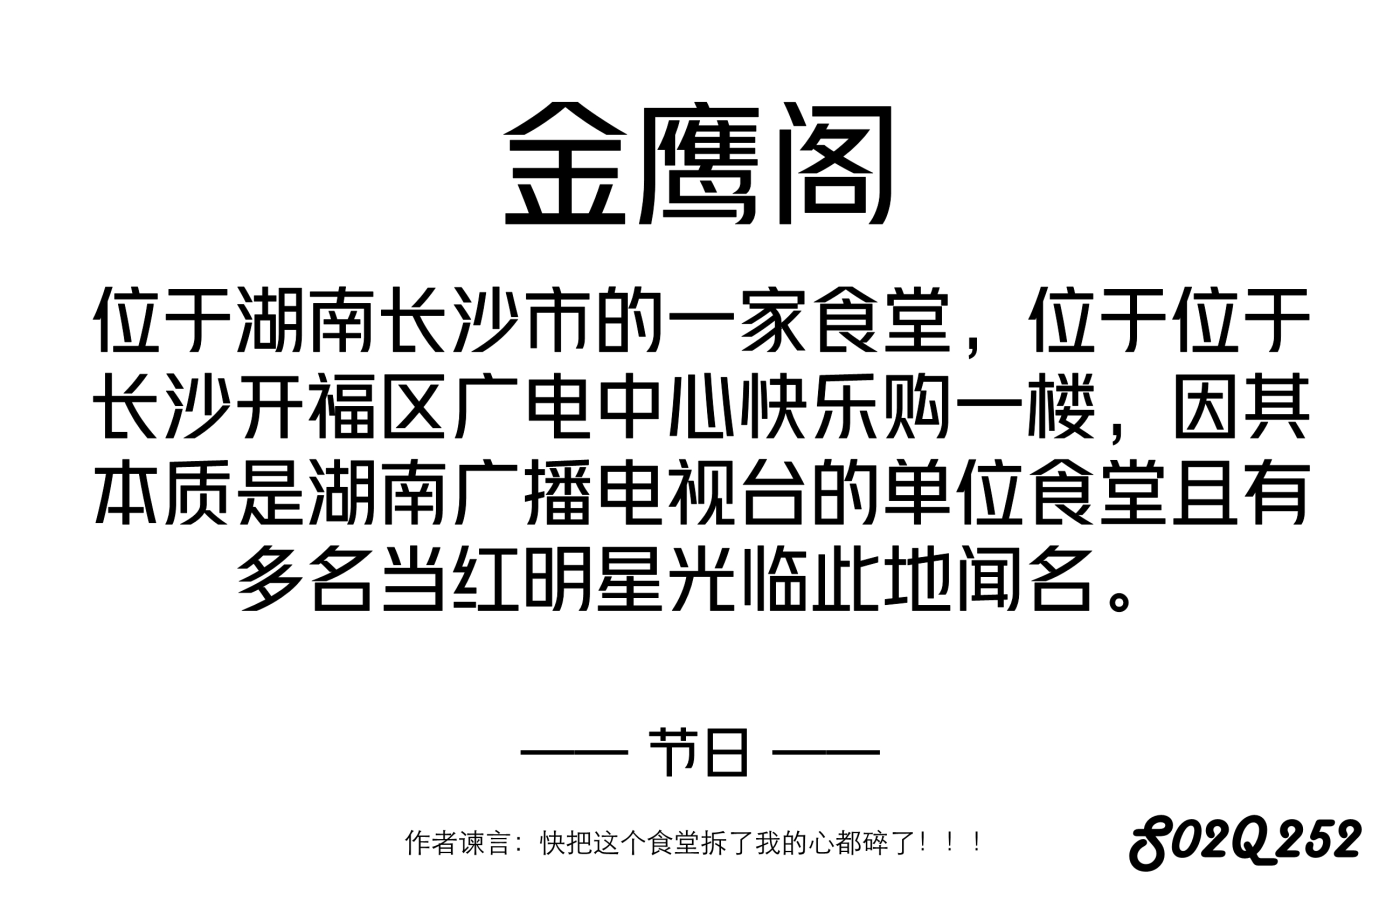 金鹰阁
位于湖南长沙市的一家食堂，位于位于
长沙开福区广电中心快乐购一楼，因其
本质是湖南广播电视台的单位食堂且有
多名当红明星光临此地闻名。
—— 节日 ——
作者谏言：快把这个食堂拆了我的心都碎了！！！
S02Q252